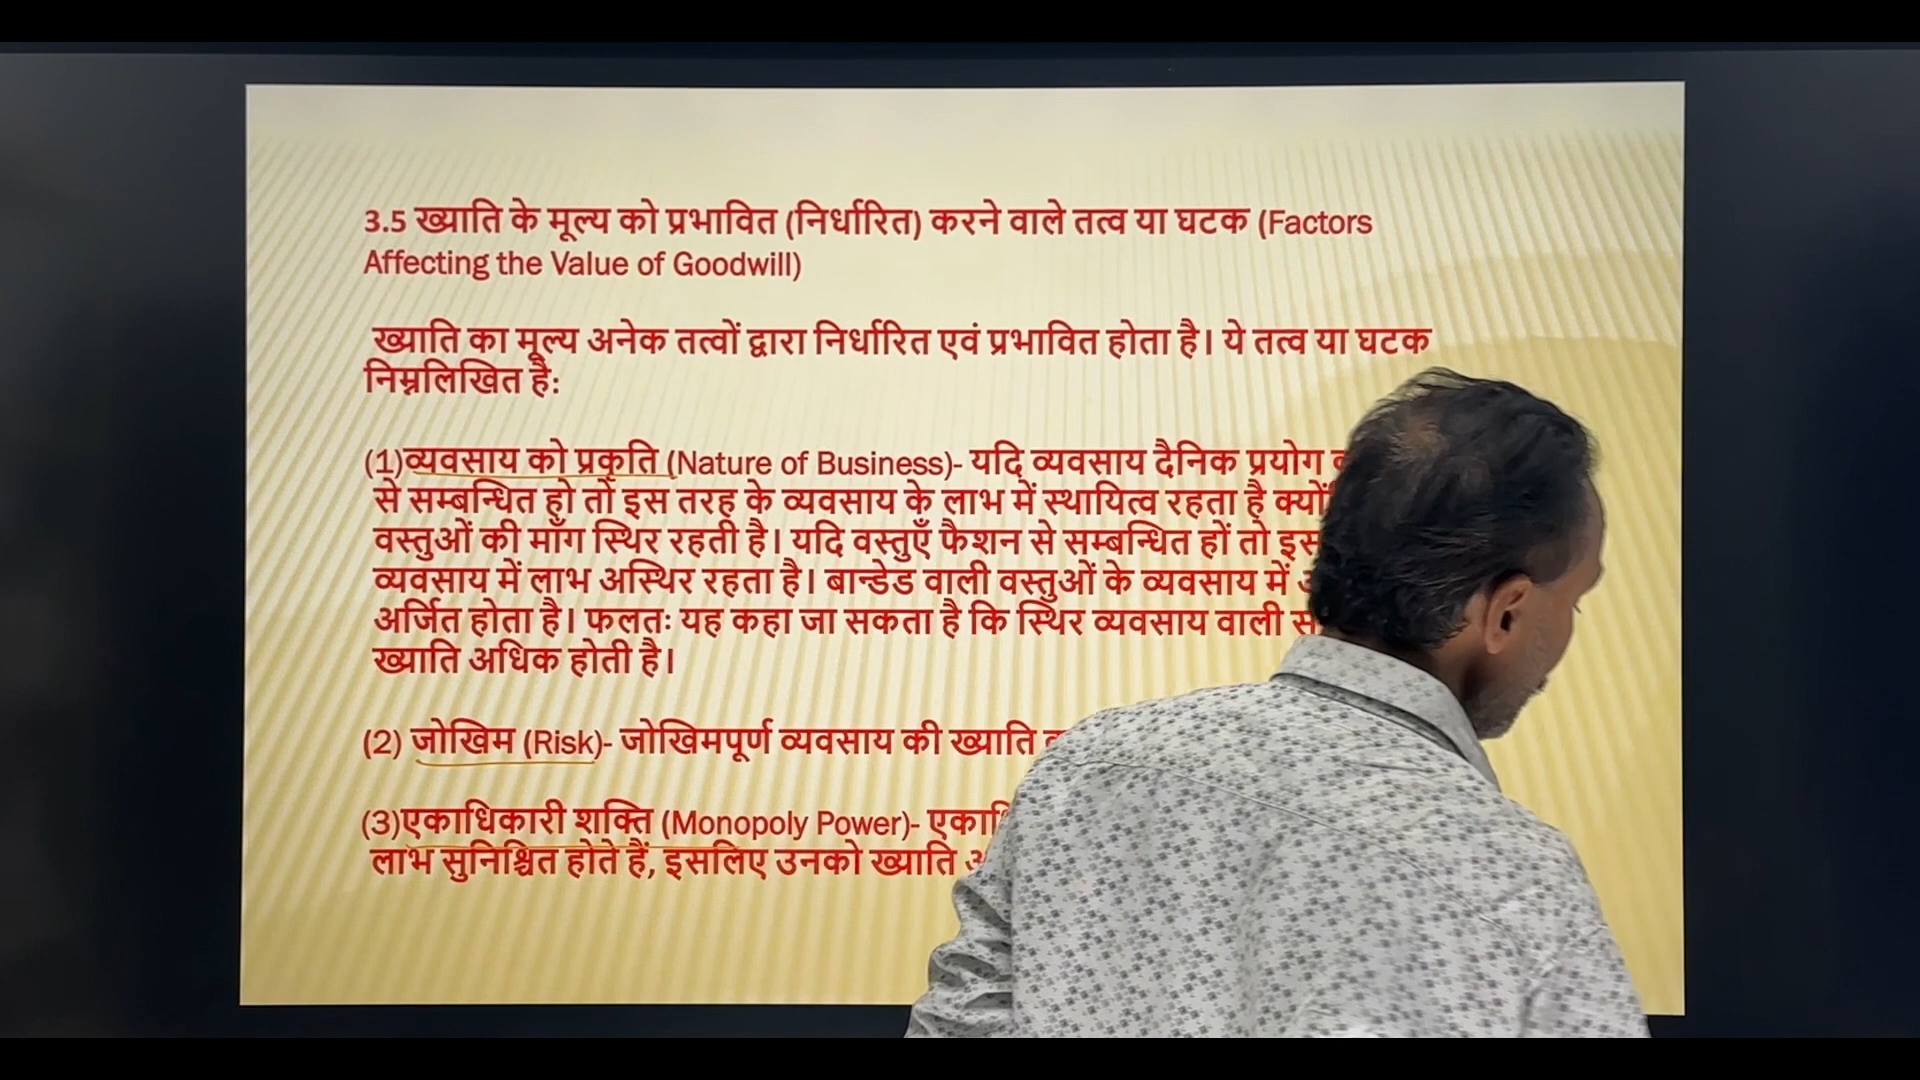 3.5 ख्याति के मूल्य को प्रभावित (निर्धारित) करने वाले तत्व या घटक (Factors
Affecting the Value of Goodwill)
ख्याति का मूल्य अनेक तत्वों द्वारा निर्धारित एवं प्रभावित होता है। ये तत्व या घटक
निम्नलिखित है:
(1)व्यवसाय को प्रकृति (Nature of Business)- यदि व्यवसाय दैनिक प्रयोग
से सम्बन्धित हो तो इस तरह के व्यवसाय के लाभ में स्थायित्व रहता है
वस्तुओं की माँग स्थिर रहती है। यदि वस्तुएँ फैशन से सम्बन्धित हों तो
व्यवसाय में लाभ अस्थिर रहता है। बान्डेड वाली वस्तुओं के व्यवसाय में
अर्जित होता है। फलतः यह कहा जा सकता है कि स्थिर व्यवसाय वाली
ख्याति अधिक होती है।
(2) जोखिम (Risk)- जोखिमपूर्ण व्यवसाय की ख्याति
(3)एकाधिकारी शक्ति (Monopoly Power)-
लाभ सुनिश्चित होते हैं, इसलिए उनको ख्याति